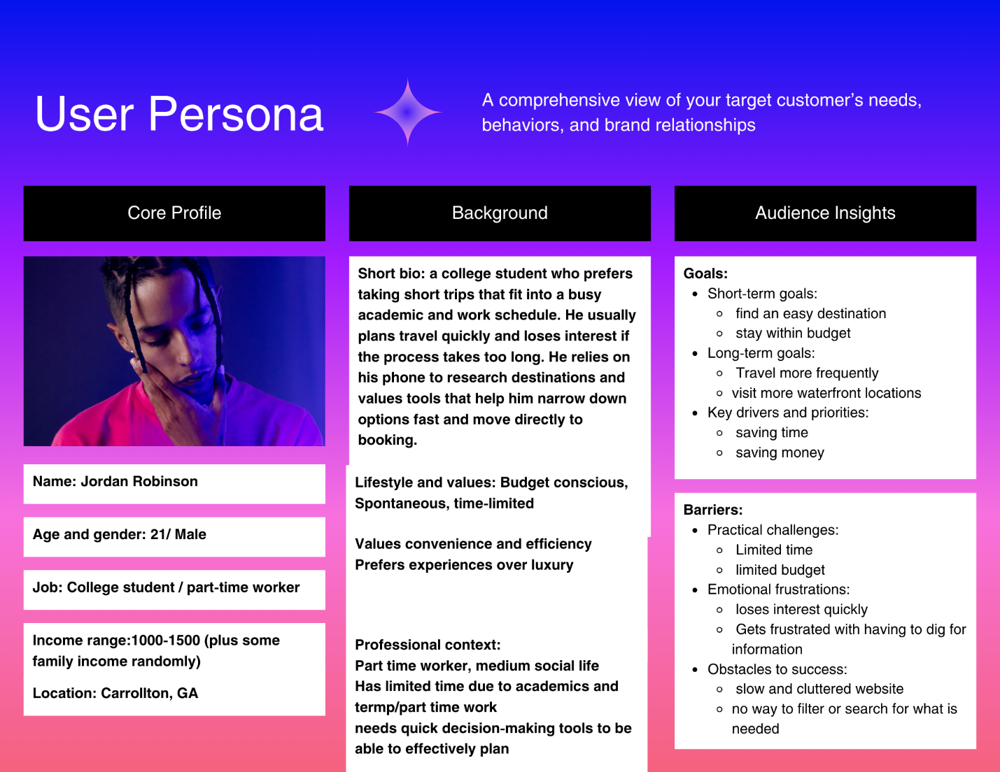 User Persona
A comprehensive view of your target customer’s needs,
behaviors, and brand relationships
Core Profile
Name: Jordan Robinson
Age and gender: 21/ Male
Job: College student / part-time worker
Income range:1000-1500 (plus some
family income randomly)
Location: Carrollton, GA
Background
Short bio: a college student who prefers
taking short trips that fit into a busy
academic and work schedule. He usually
plans travel quickly and loses interest if
the process takes too long. He relies on
his phone to research destinations and
values tools that help him narrow down
options fast and move directly to
booking.
Lifestyle and values: Budget conscious,
Spontaneous, time-limited
Values convenience and efficiency
Prefers experiences over luxury
Professional context:
Part time worker, medium social life
Has limited time due to academics and
termp/part time work
needs quick decision-making tools to be
able to effectively plan
Audience Insights
Goals:
• Short-term goals:
◦ find an easy destination
◦ stay within budget
• Long-term goals:
◦ Travel more frequently
◦ visit more waterfront locations
• Key drivers and priorities:
◦ saving time
◦ saving money
Barriers:
• Practical challenges:
◦ Limited time
◦ limited budget
• Emotional frustrations:
◦ loses interest quickly
◦ Gets frustrated with having to dig for
information
• Obstacles to success:
◦ slow and cluttered website
◦ no way to filter or search for what is
needed